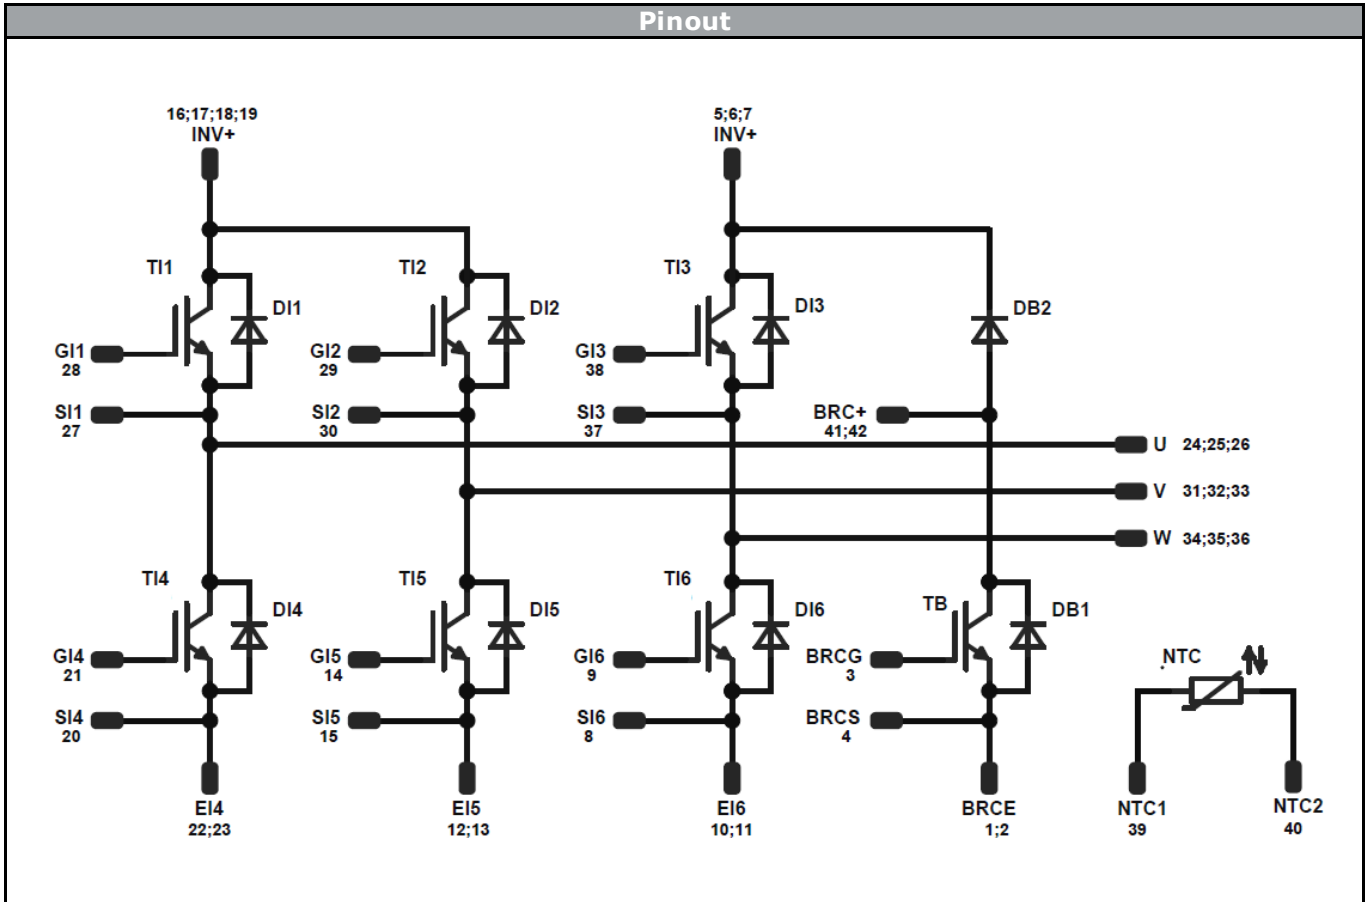 Pinout
16;17;18;19
INV+
5;6;7
INV+
TI1
DI1
TI2
DI2
TI3
DI3
DB2
GI1
28
GI2
29
GI3
38
SI1
27
SI2
30
SI3
37
BRC+
41;42
U 24;25;26
V 31;32;33
W 34;35;36
TI4
DI4
TI5
DI5
TI6
DI6
TB
DB1
GI4
21
GI5
14
GI6
9
BRCG
3
NTC
SI4
20
SI5
15
SI6
8
BRCS
4
EI4
22;23
EI5
12;13
EI6
10;11
BRCE
1;2
NTC1
39
NTC2
40